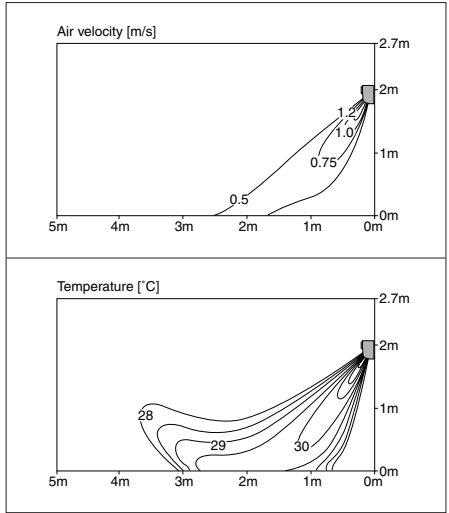 Air velocity [m/s]
2.7m
2m
1.2
1.0
1m
0.75
0.5
0m
5m 4m 3m 2m 1m 0m
Temperature [˚C]
2.7m
2m
1m
28
29
30
0m
5m 4m 3m 2m 1m 0m